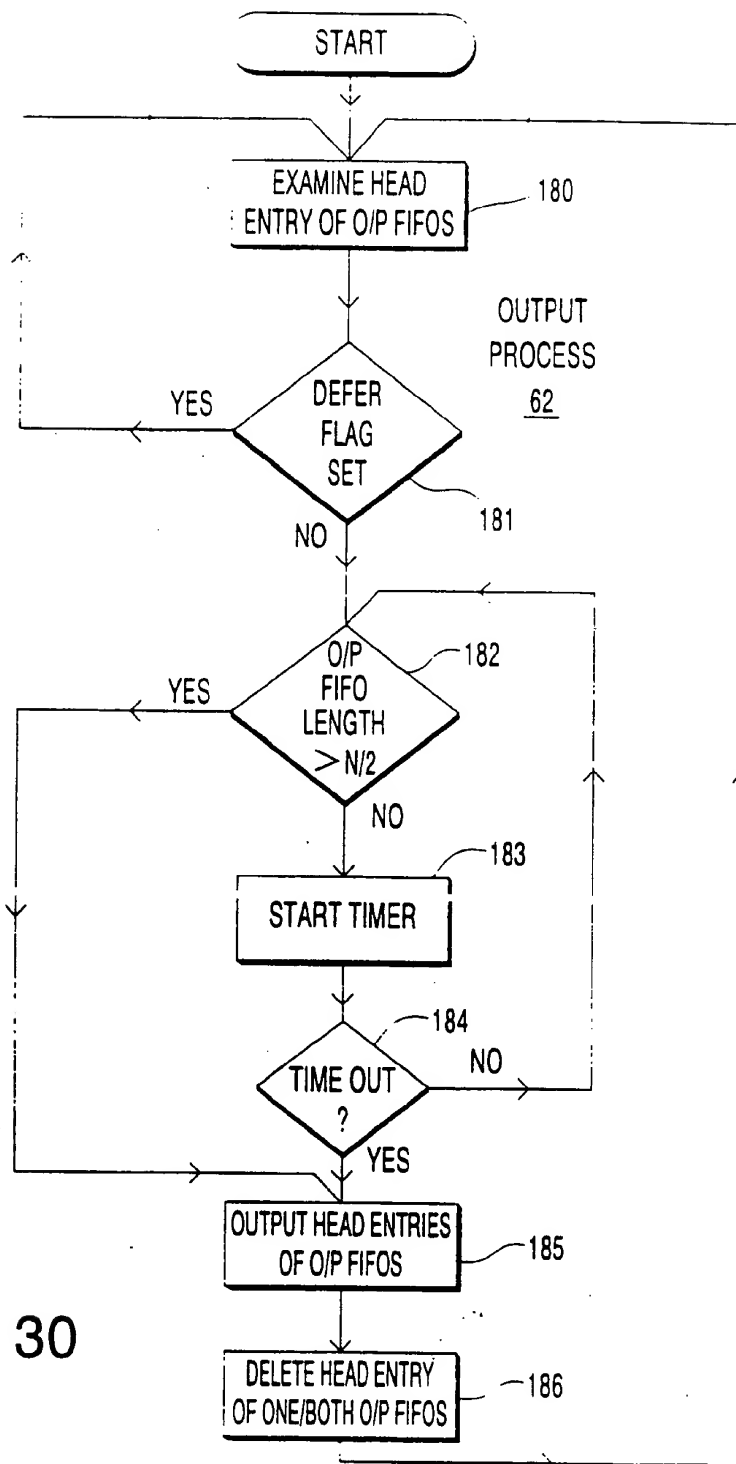 START
EXAMINE HEAD
ENTRY OF O/P FIFOS
180
OUTPUT
PROCESS
62
YES
DEFER
FLAG
SET
181
NO
O/P
FIFO
LENGTH
> N/2
182
YES
NO
183
START TIMER
184
TIME OUT
?
NO
YES
OUTPUT HEAD ENTRIES
OF O/P FIFOS
185
30
DELETE HEAD ENTRY
OF ONE/BOTH O/P FIFOS
186